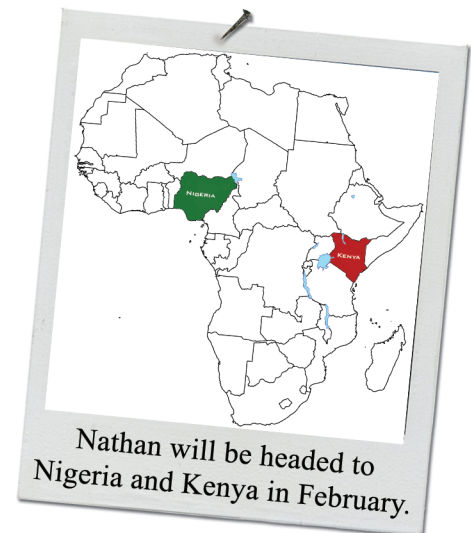 NIGERIA
KENYA
Nathan will be headed to
Nigeria and Kenya in February.